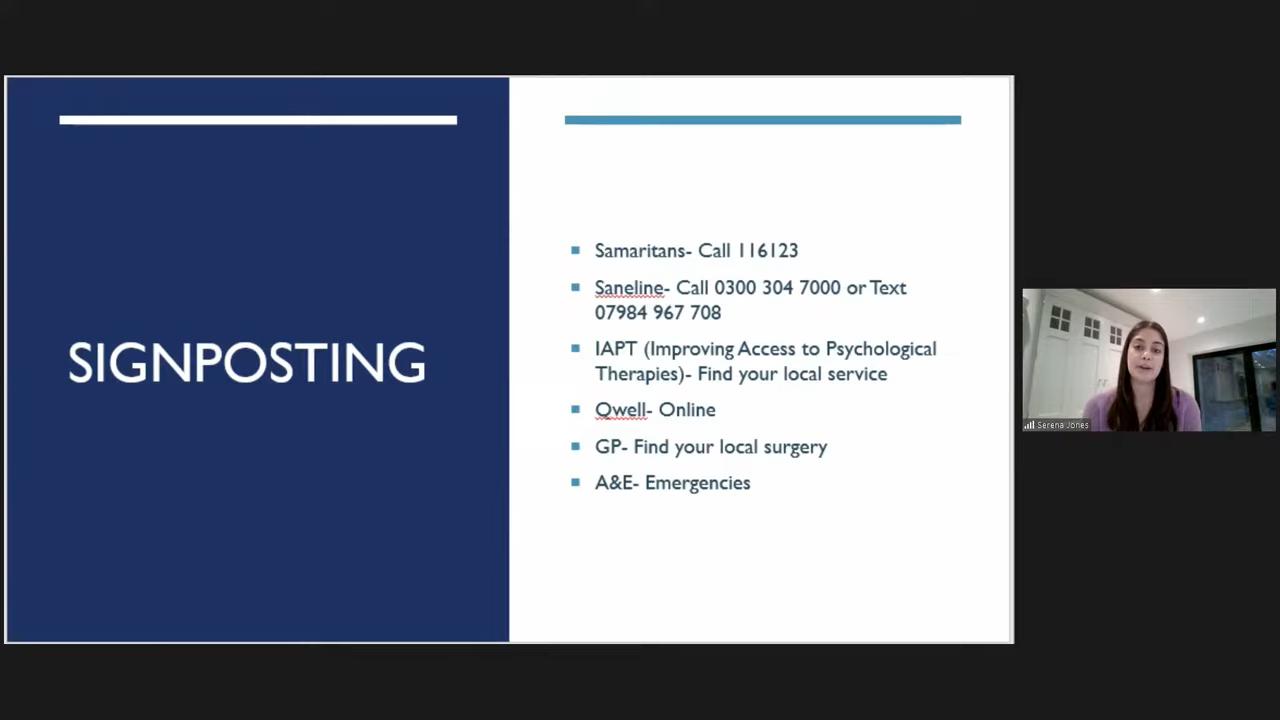 SIGNPOSTING
Samaritans- Call 116123
Saneline- Call 0300 304 7000 or Text
07984 967 708
IAPT (Improving Access to Psychological
Therapies)- Find your local service
Qwell- Online
GP- Find your local surgery
A&E- Emergencies
Serena Jones